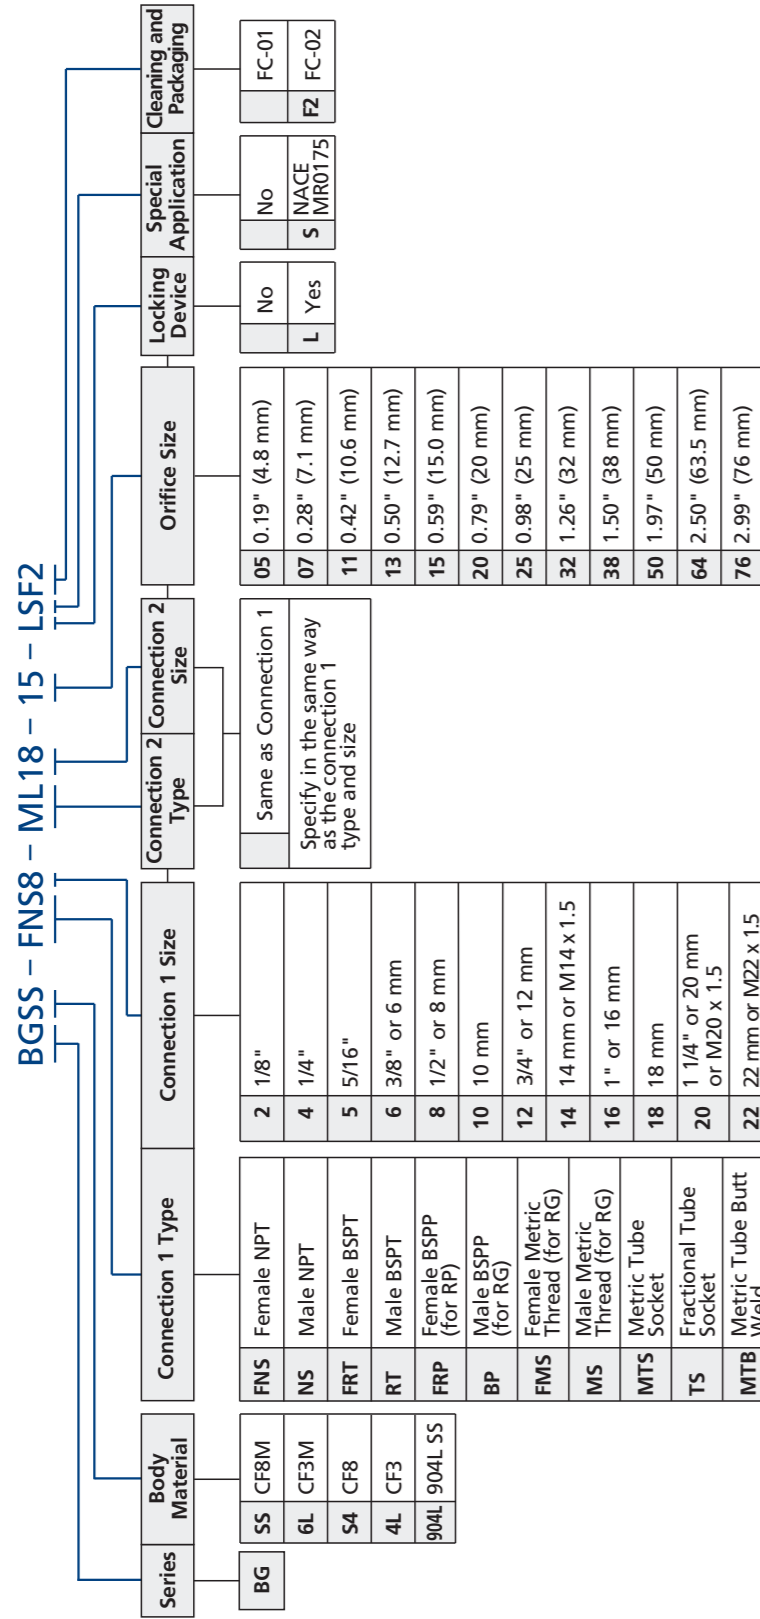 BGSS – FNS8 – ML18 – 15 – LSF2
Series
BG
Body
Material
SS CF8M
6L CF3M
S4 CF8
4L CF3
904L 904L SS
Connection 1 Type
FNS Female NPT
NS Male NPT
FRT Female BSPT
RT Male BSPT
FRP Female BSPP
(for RP)
BP Male BSPP
(for RG)
FMS Female Metric
Thread (for RG)
MS Male Metric
Thread (for RG)
MTS Metric Tube
Socket
TS Fractional Tube
Socket
MTB Metric Tube Butt
Weld
Connection 1 Size
2 1/8"
4 1/4"
5 5/16"
6 3/8" or 6 mm
8 1/2" or 8 mm
10 10 mm
12 3/4" or 12 mm
14 14 mm or M14 x 1.5
16 1" or 16 mm
18 18 mm
20 1 1/4" or 20 mm
or M20 x 1.5
22 22 mm or M22 x 1.5
Connection 2
Type
Connection 2
Size
Same as Connection 1
Specify in the same way
as the connection 1
type and size
Orifice Size
05 0.19" (4.8 mm)
07 0.28" (7.1 mm)
11 0.42" (10.6 mm)
13 0.50" (12.7 mm)
15 0.59" (15.0 mm)
20 0.79" (20 mm)
25 0.98" (25 mm)
32 1.26" (32 mm)
38 1.50" (38 mm)
50 1.97" (50 mm)
64 2.50" (63.5 mm)
76 2.99" (76 mm)
Locking
Device
No
L Yes
Special
Application
No
S NACE
MR0175
Cleaning and
Packaging
FC-01
F2 FC-02